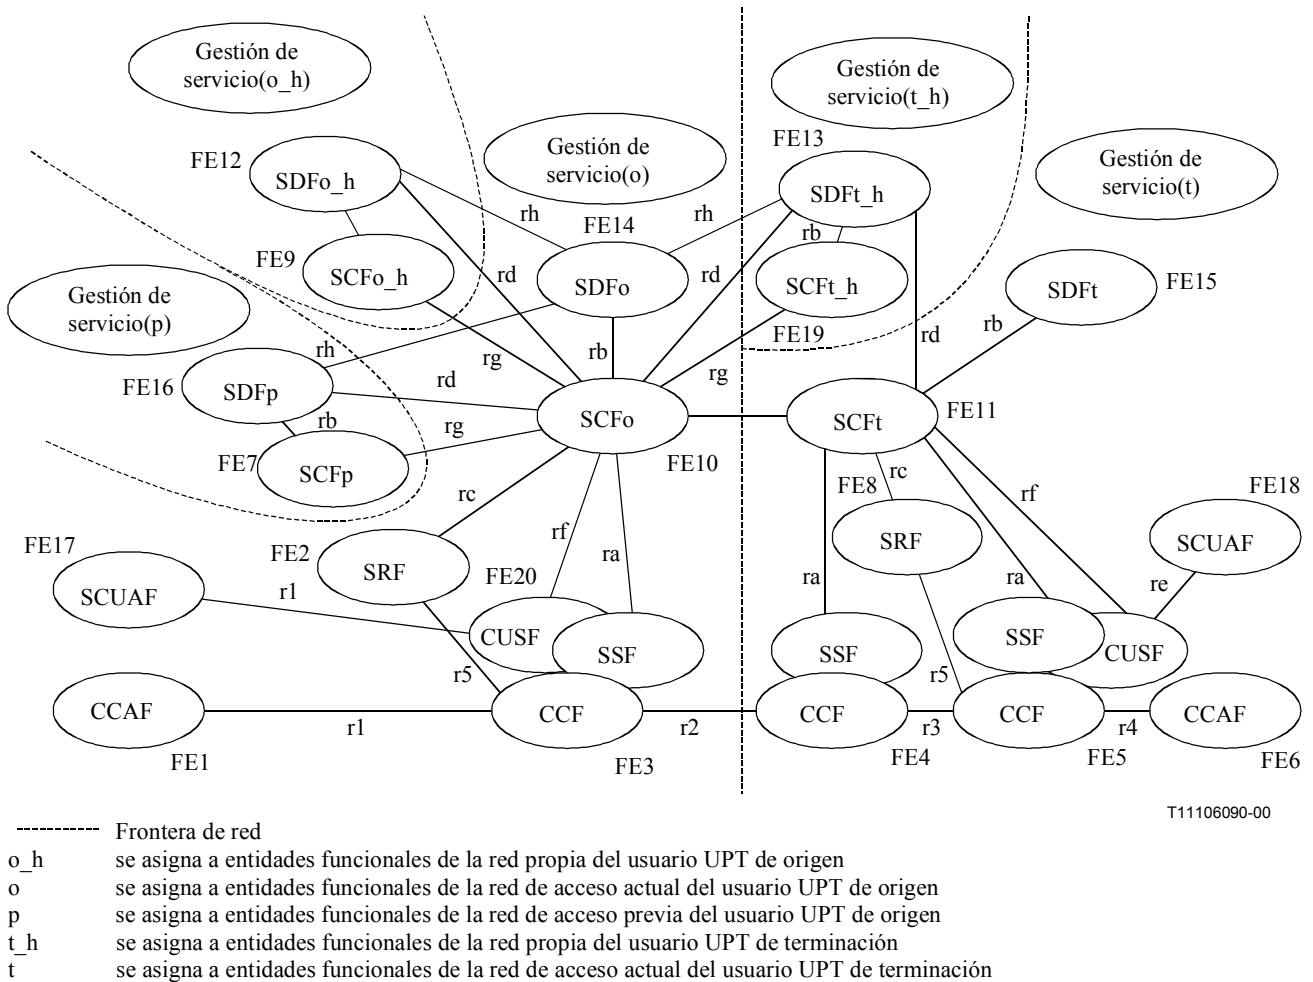 Gestión de
servicio(o_h)
Gestión de
servicio(t_h)
Gestión de
servicio(o)
Gestión de
servicio(t)
FE12
SDFo_h
FE13
SDFt_h
rh
rh
FE14
rb
FE9
SCFo_h
rd
SDFo
rd
SCFt_h
SDFt
FE15
Gestión de
servicio(p)
rh
rg
rb
rg
FE19
rd
rb
FE16
SDFp
rd
rb
rg
SCFo
SCFt
FE11
FE7
SCFp
FE10
rc
rc
FE8
rf
FE18
FE17
FE2
SRF
rf
ra
SRF
SCUAF
SCUAF
r1
FE20
ra
ra
re
CUSF
SSF
SSF
SSF
CUSF
r5
r5
CCAF
r1
CCF
r2
CCF
r3
CCF
r4
CCAF
FE1
FE3
FE4
FE5
FE6
T11106090-00
Frontera de red
o_h se asigna a entidades funcionales de la red propia del usuario UPT de origen
o se asigna a entidades funcionales de la red de acceso actual del usuario UPT de origen
p se asigna a entidades funcionales de la red de acceso previa del usuario UPT de origen
t_h se asigna a entidades funcionales de la red propia del usuario UPT de terminación
t se asigna a entidades funcionales de la red de acceso actual del usuario UPT de terminación